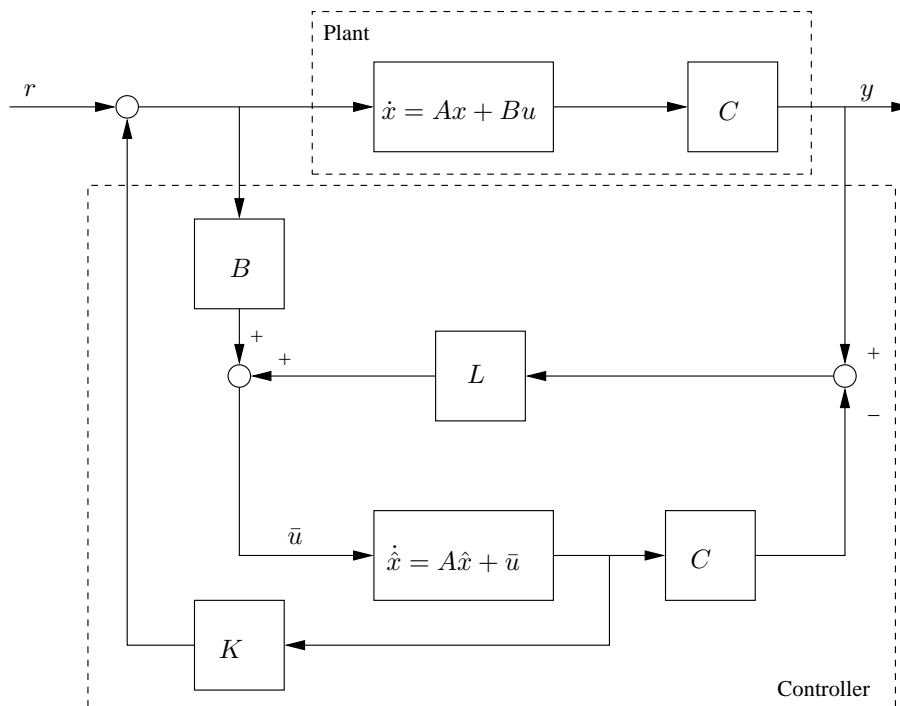 Plant
r
ẋ = Ax + Bu
C
y
B
+
+
L
+
−
ū
x̂̇ = Ax̂ + ū
C
K
Controller